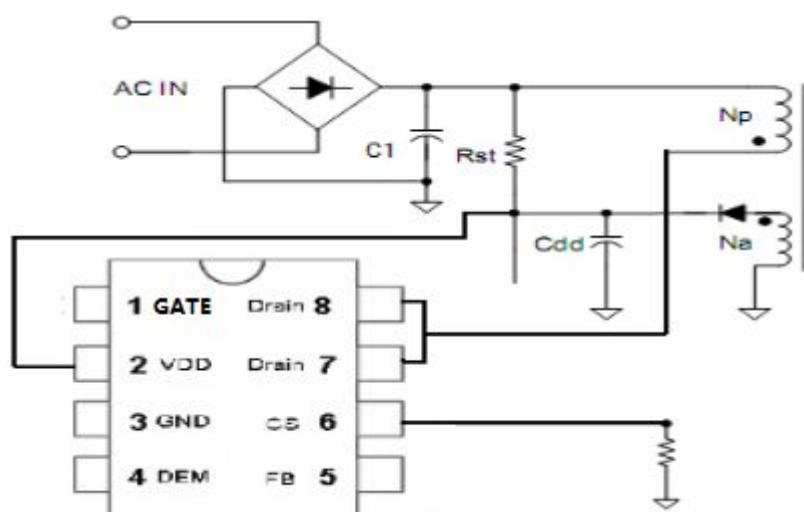 AC IN
C1
Rst
Np
Cdd
Na
1 GATE
Drain 8
2 VDD
Drain 7
3 GND
CS 6
4 DEM
FB 5